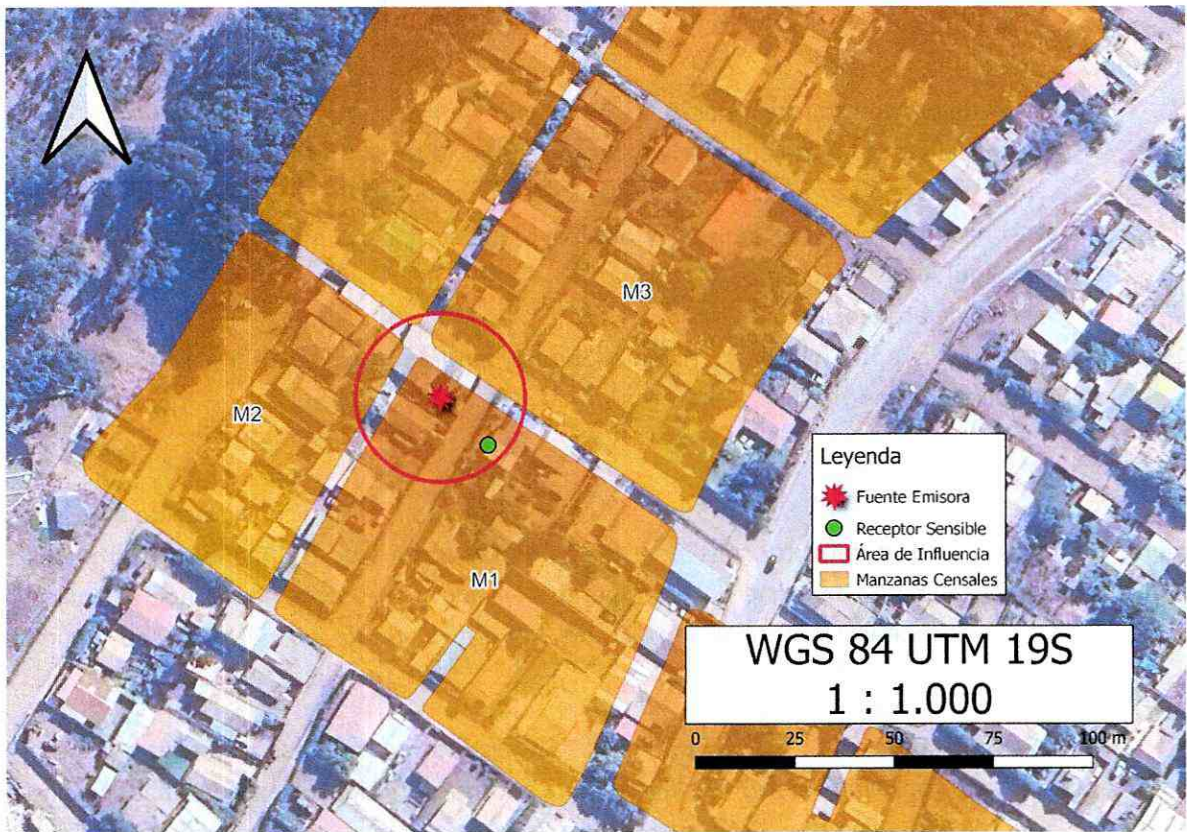 M3
M2
M1
Leyenda
Fuente Emisora
Receptor Sensible
Área de Influencia
Manzanas Censales
WGS 84 UTM 19S
1 : 1.000
0 25 50 75 100 m